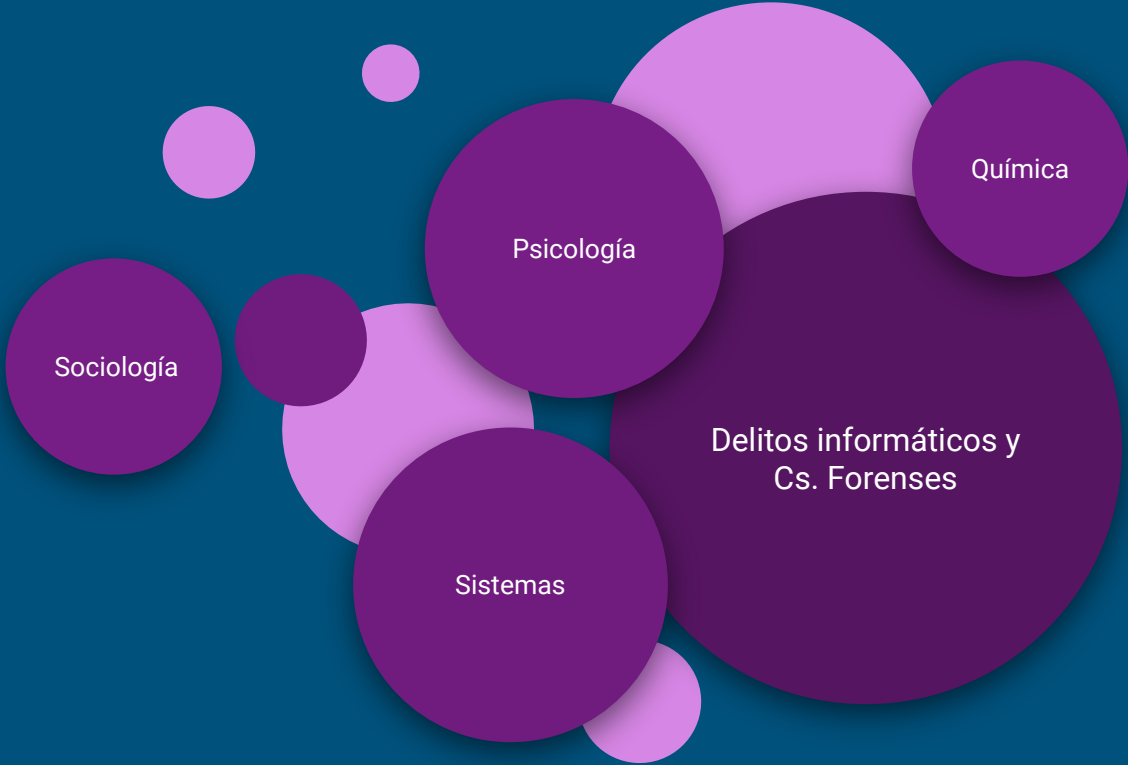 Química
Psicología
Sociología
Delitos informáticos y
Cs. Forenses
Sistemas